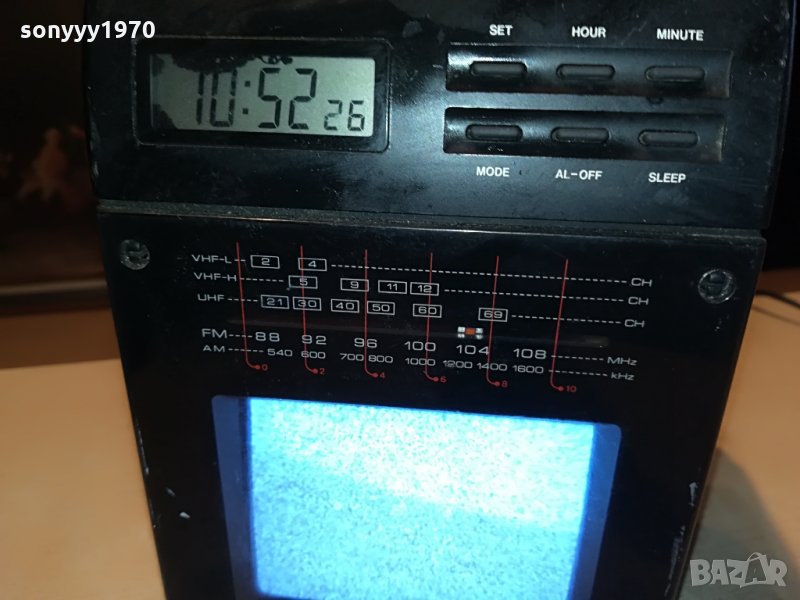 sonyyy1970
10:52 26
SET HOUR MINUTE
MODE AL-OFF SLEEP
VHF-L 2 4 CH
VHF-H 5 9 11 12 CH
UHF 21 30 40 50 60 69 CH
FM 88 92 96 100 104 108 MHz
AM 540 600 700 800 1000 1200 1400 1600 kHz
0 2 4 6 8 10
BAZAR